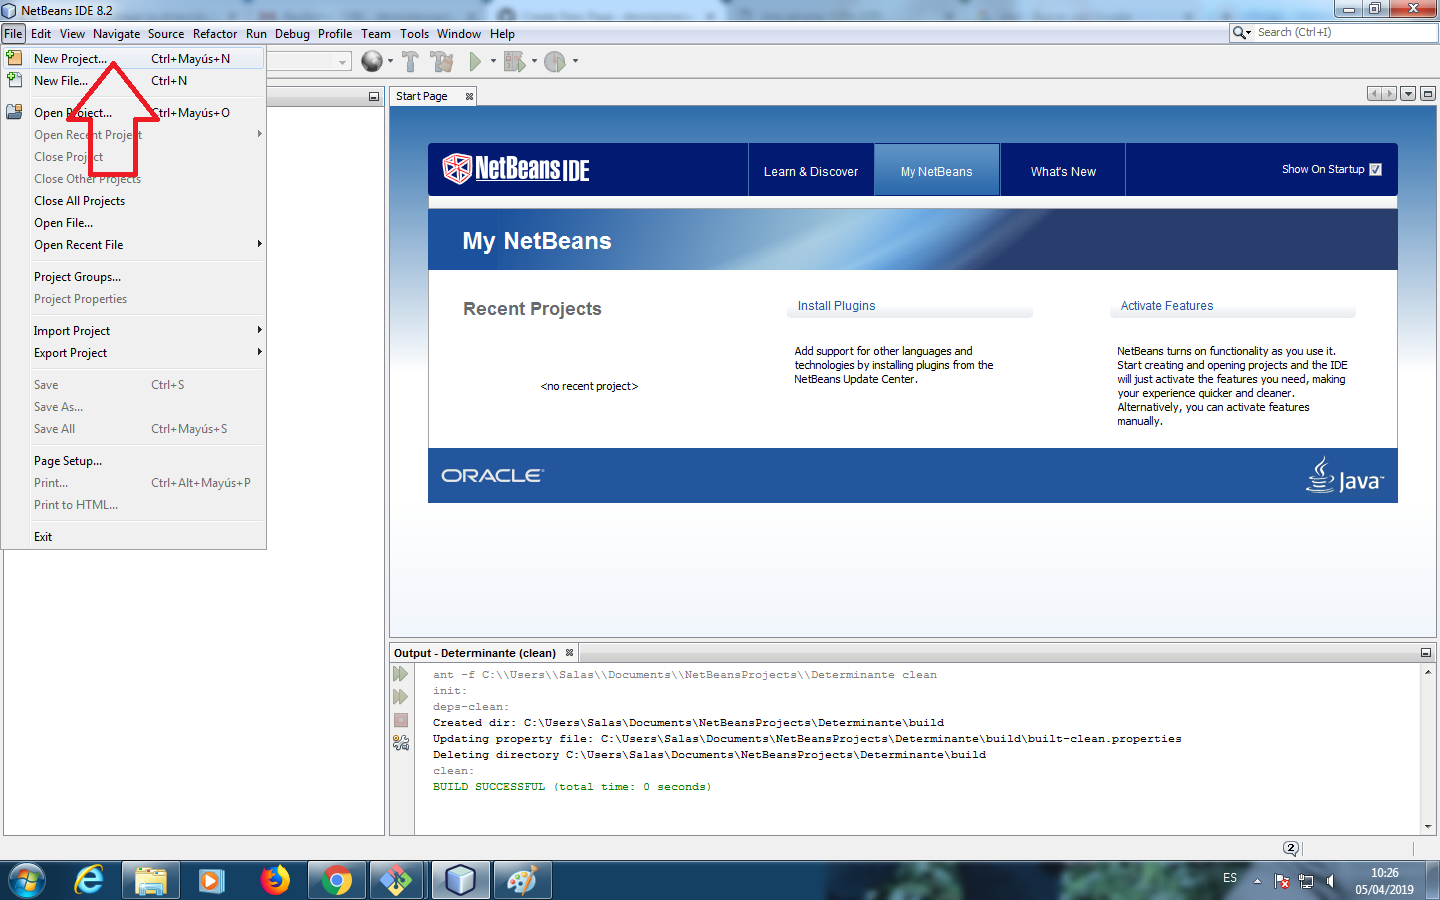 NetBeans IDE 8.2
File Edit View Navigate Source Refactor Run Debug Profile Team Tools Window Help
Search (Ctrl+I)
New Project... Ctrl+Mayús+N
New File... Ctrl+N
Open Project... Ctrl+Mayús+O
Open Recent Project
Close Project
Close Other Projects
Close All Projects
Open File...
Open Recent File
Project Groups...
Project Properties
Import Project
Export Project
Save Ctrl+S
Save As...
Save All Ctrl+Mayús+S
Page Setup...
Print... Ctrl+Alt+Mayús+P
Print to HTML...
Exit
Start Page
NetBeans IDE
Learn & Discover
My NetBeans
What's New
Show On Startup
My NetBeans
Recent Projects
<no recent project>
Install Plugins
Add support for other languages and
technologies by installing plugins from the
NetBeans Update Center.
Activate Features
NetBeans turns on functionality as you use it.
Start creating and opening projects and the IDE
will just activate the features you need, making
your experience quicker and cleaner.
Alternatively, you can activate features
manually.
ORACLE
Java
Output - Determinante (clean)
ant -f C:\\Users\\Salas\\Documents\\NetBeansProjects\\Determinante clean
init:
deps-clean:
Created dir: C:\Users\Salas\Documents\NetBeansProjects\Determinante\build
Updating property file: C:\Users\Salas\Documents\NetBeansProjects\Determinante\build\built-clean.properties
Deleting directory C:\Users\Salas\Documents\NetBeansProjects\Determinante\build
clean:
BUILD SUCCESSFUL (total time: 0 seconds)
2
ES
10:26
05/04/2019